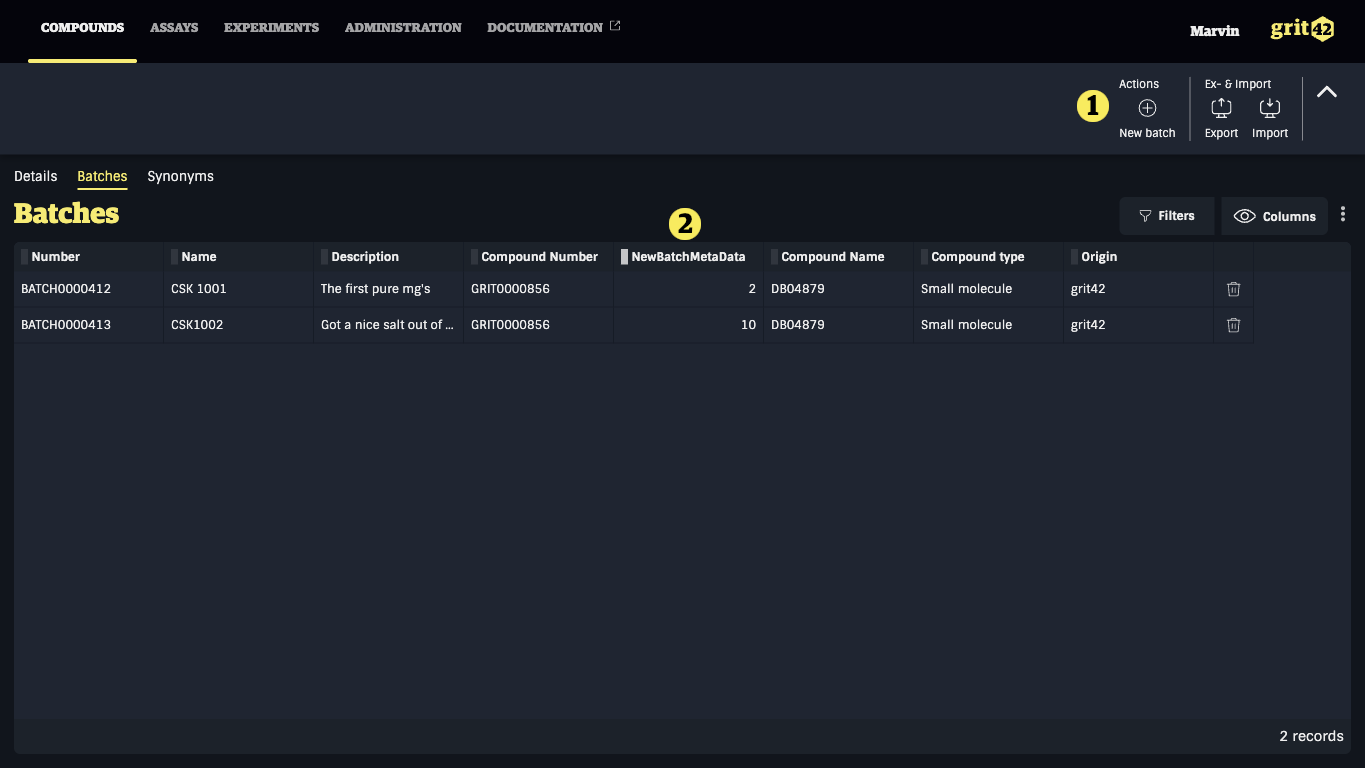 COMPOUNDS ASSAYS EXPERIMENTS ADMINISTRATION DOCUMENTATION Marvin grit42
1 Actions Ex- & Import
New batch Export Import
Details Batches Synonyms
Batches 2 Filters Columns
Number Name Description Compound Number NewBatchMetaData Compound Name Compound type Origin
BATCH0000412 CSK 1001 The first pure mg's GRIT0000856 2 DB04879 Small molecule grit42
BATCH0000413 CSK1002 Got a nice salt out of ... GRIT0000856 10 DB04879 Small molecule grit42
2 records